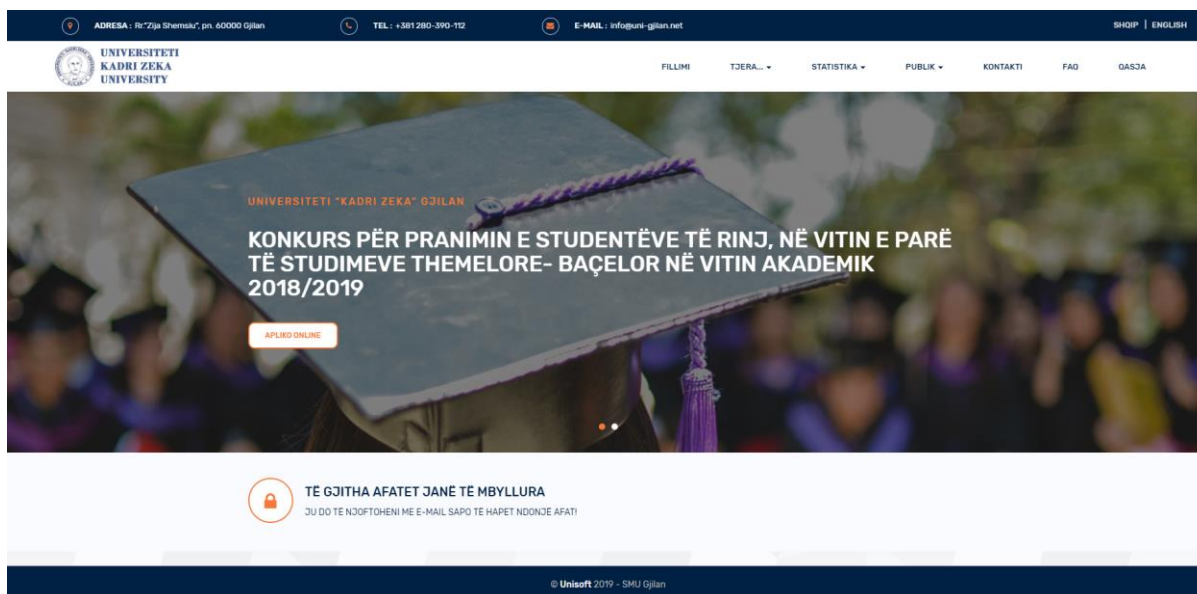 ADRESA : Rr."Zija Shemsiu", pn. 60000 Gjilan
TEL : +381 280-390-112
E-MAIL : info@uni-gjilan.net
SHQIP | ENGLISH
UNIVERSITETI
KADRI ZEKA
UNIVERSITY
FILLIMI
TJERA...
STATISTIKA
PUBLIK
KONTAKTI
FAQ
QASJA
UNIVERSITETI "KADRI ZEKA" GJILAN
KONKURS PËR PRANIMIN E STUDENTËVE TË RINJ, NË VITIN E PARË
TË STUDIMEVE THEMELORE- BAÇELOR NË VITIN AKADEMIK
2018/2019
APLIKO ONLINE
TË GJITHA AFATET JANË TË MBYLLURA
JU DO TË NJOFTOHENI ME E-MAIL SAPO TË HAPET NDONJË AFAT!
© Unisoft 2019 - SMU Gjilan